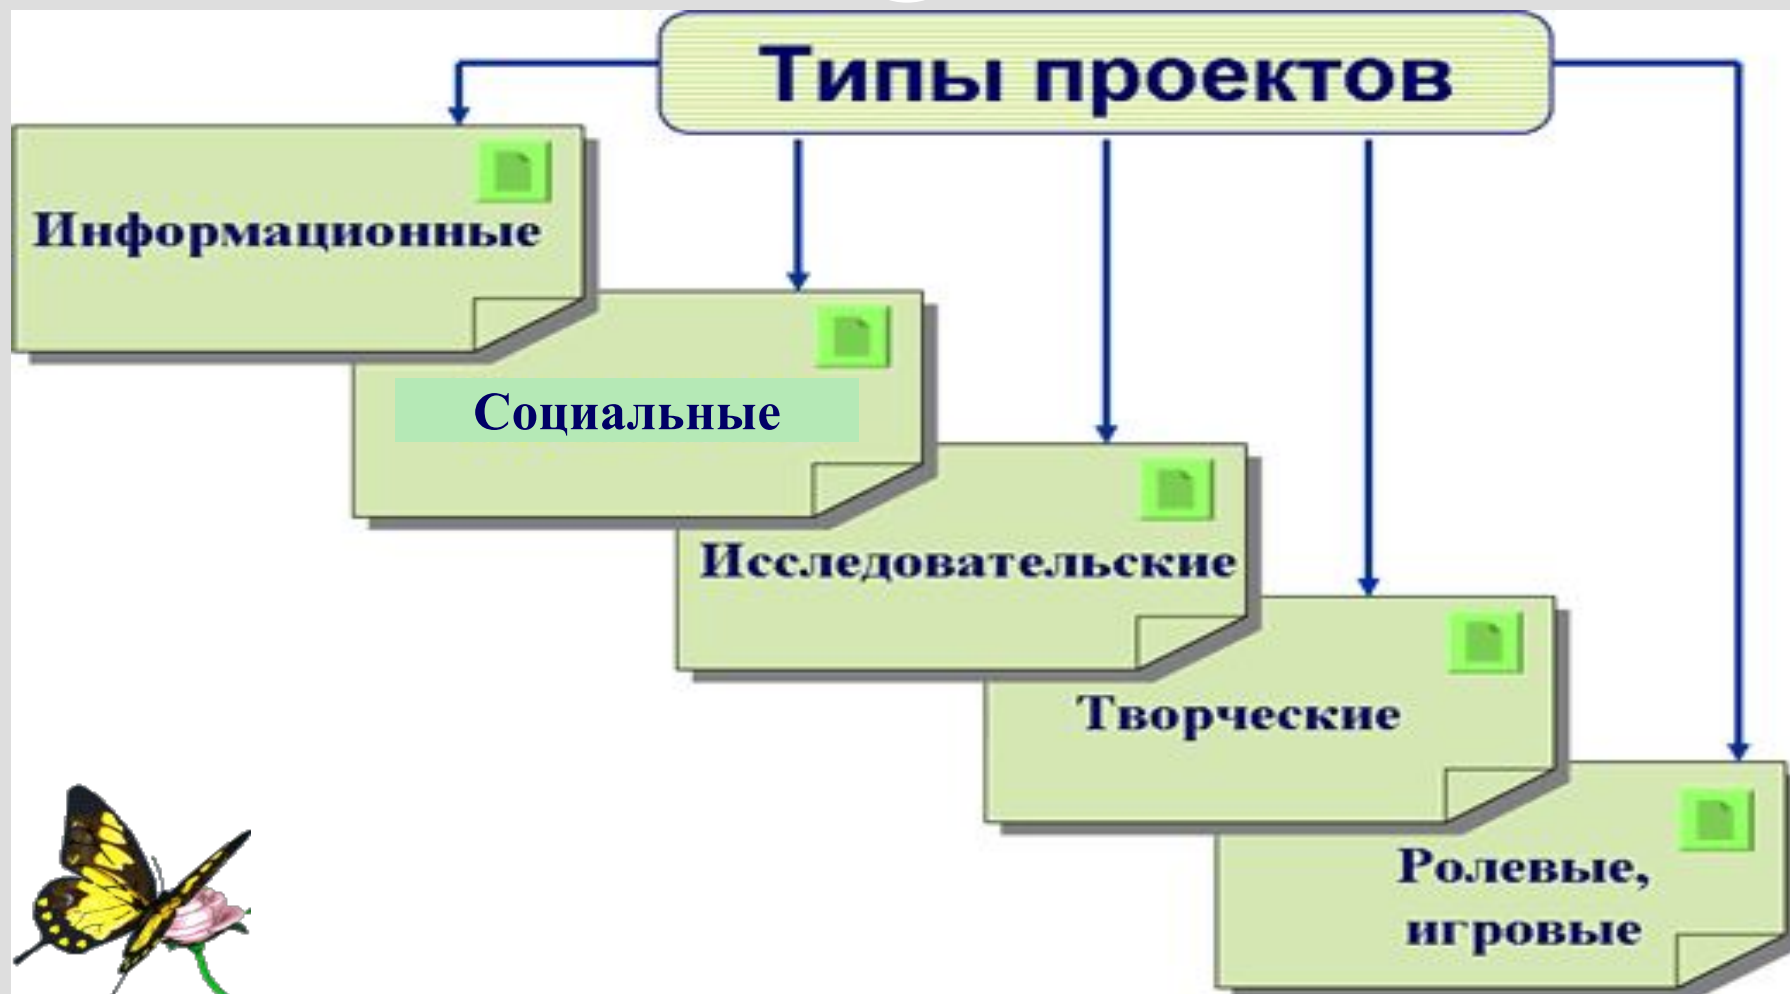 Типы проектов
Информационные
Социальные
Исследовательские
Творческие
Ролевые,
игровые